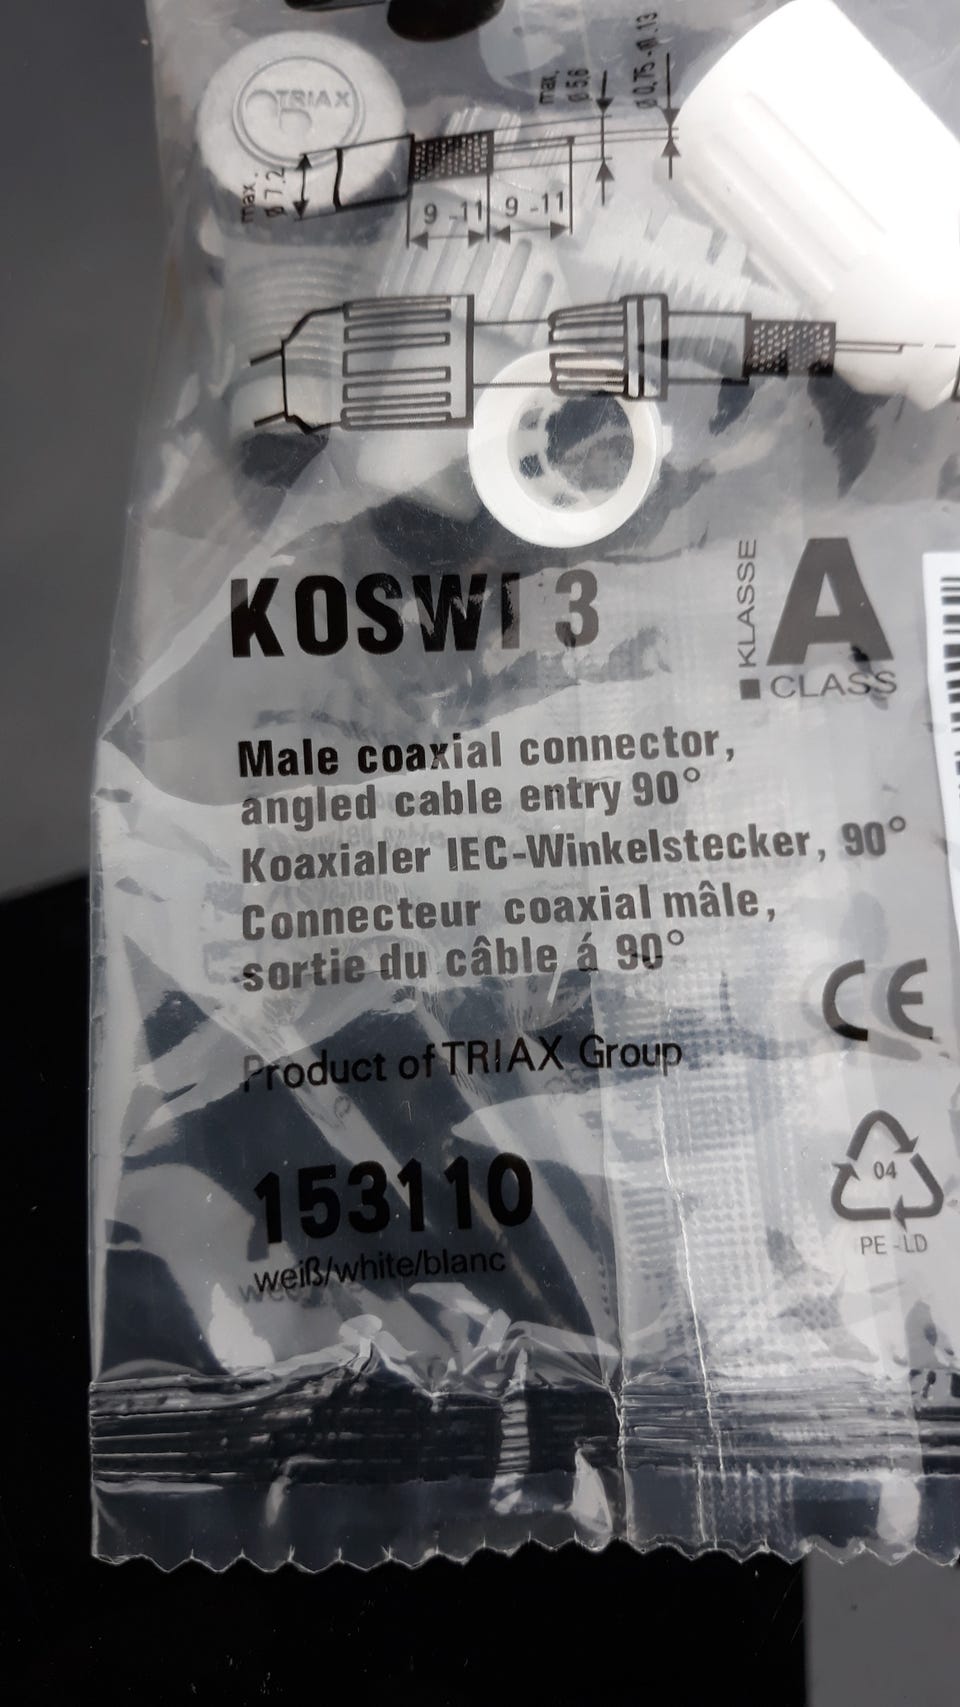 TRIAX
max.
Ø 5,6
Ø 0,75 - 1.13
max.
Ø 7.2
9 -11 9 -11
KOSWI 3
KLASSE
A
CLASS
Male coaxial connector,
angled cable entry 90°
Koaxialer IEC-Winkelstecker, 90°
Connecteur coaxial mâle,
sortie du câble á 90°
CE
Product of TRIAX Group
153110
weiß/white/blanc
04
PE-LD